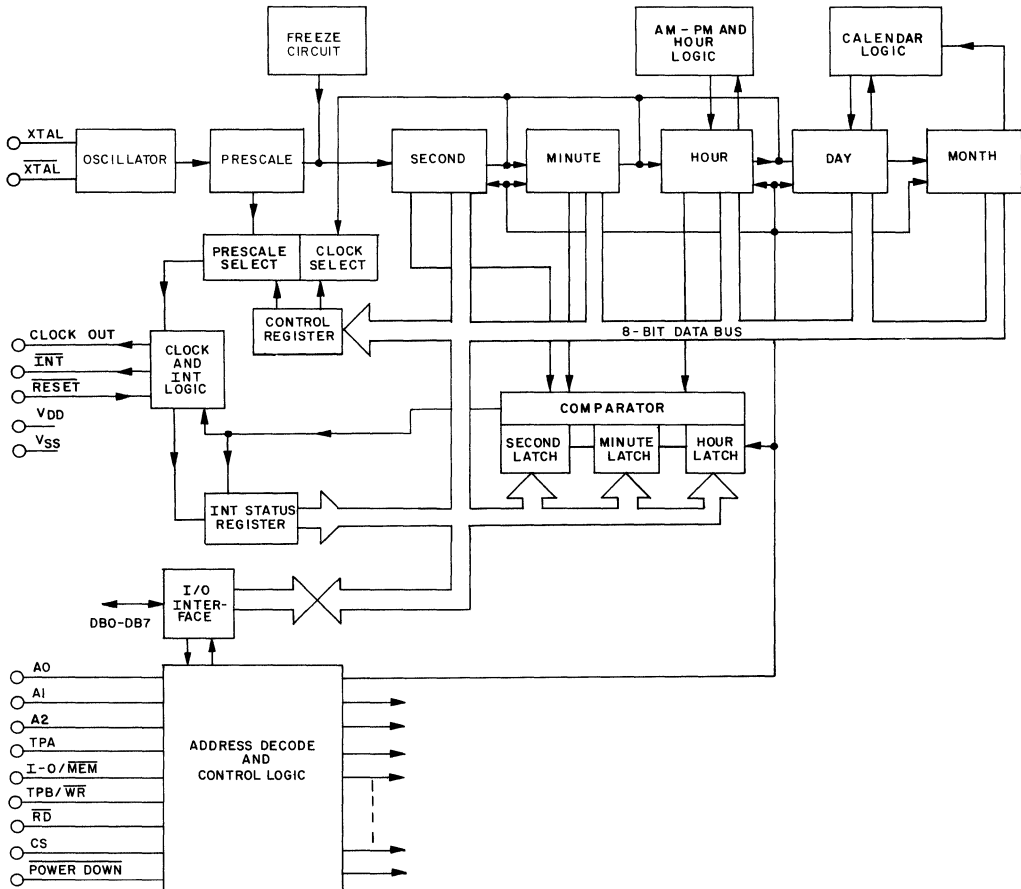 FREEZE
CIRCUIT
AM-PM AND
HOUR
LOGIC
CALENDAR
LOGIC
XTAL
XTAL
OSCILLATOR
PRESCALE
SECOND
MINUTE
HOUR
DAY
MONTH
PRESCALE
SELECT
CLOCK
SELECT
CONTROL
REGISTER
8-BIT DATA BUS
CLOCK OUT
INT
RESET
VDD
VSS
CLOCK
AND
INT
LOGIC
COMPARATOR
SECOND
LATCH
MINUTE
LATCH
HOUR
LATCH
INT STATUS
REGISTER
I/O
INTER-
FACE
DB0-DB7
A0
A1
A2
TPA
I-O/MEM
TPB/WR
RD
CS
POWER DOWN
ADDRESS DECODE
AND
CONTROL LOGIC